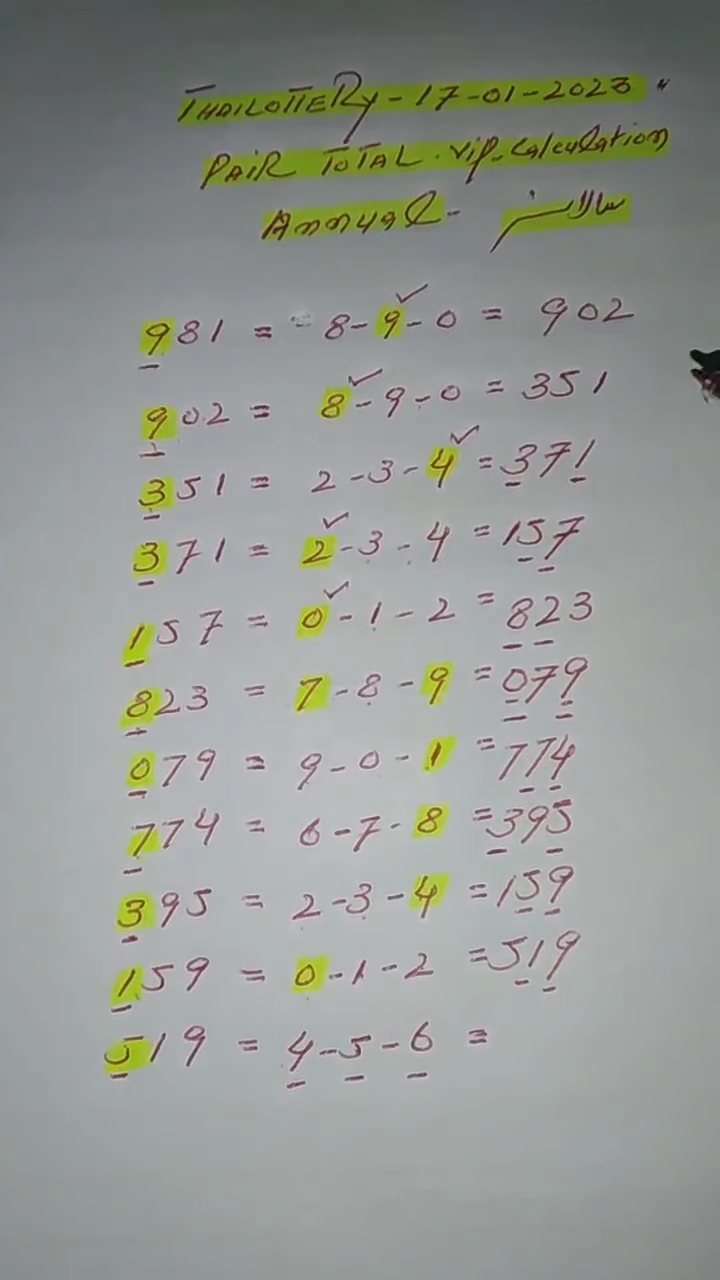 THAILOTTERY-17-01-2023"
PAIR TOTAL. Vip-Calculation
Annual- سالانہ
981 = 8-9-0 = 902
902 = 8-9-0 = 351
351 = 2-3-4 = 371
371 = 2-3-4 = 157
157 = 0-1-2 = 823
823 = 7-8-9 = 079
079 = 9-0-1 = 774
774 = 6-7-8 = 395
395 = 2-3-4 = 159
159 = 0-1-2 = 519
519 = 4-5-6 =